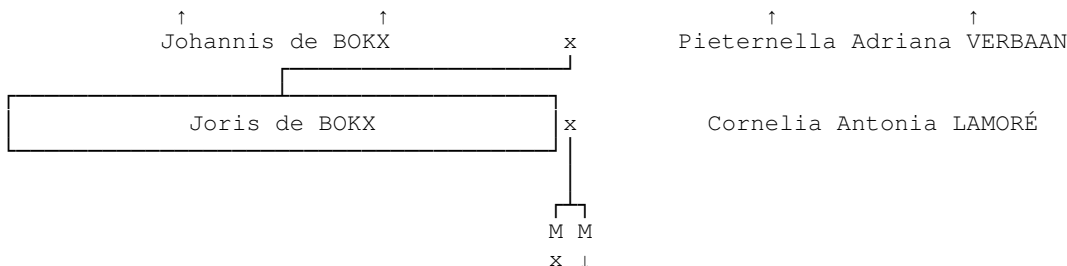 ↑ ↑ ↑ ↑
Johannis de BOKX x Pieternella Adriana VERBAAN
Joris de BOKX x Cornelia Antonia LAMORÉ
M M
x